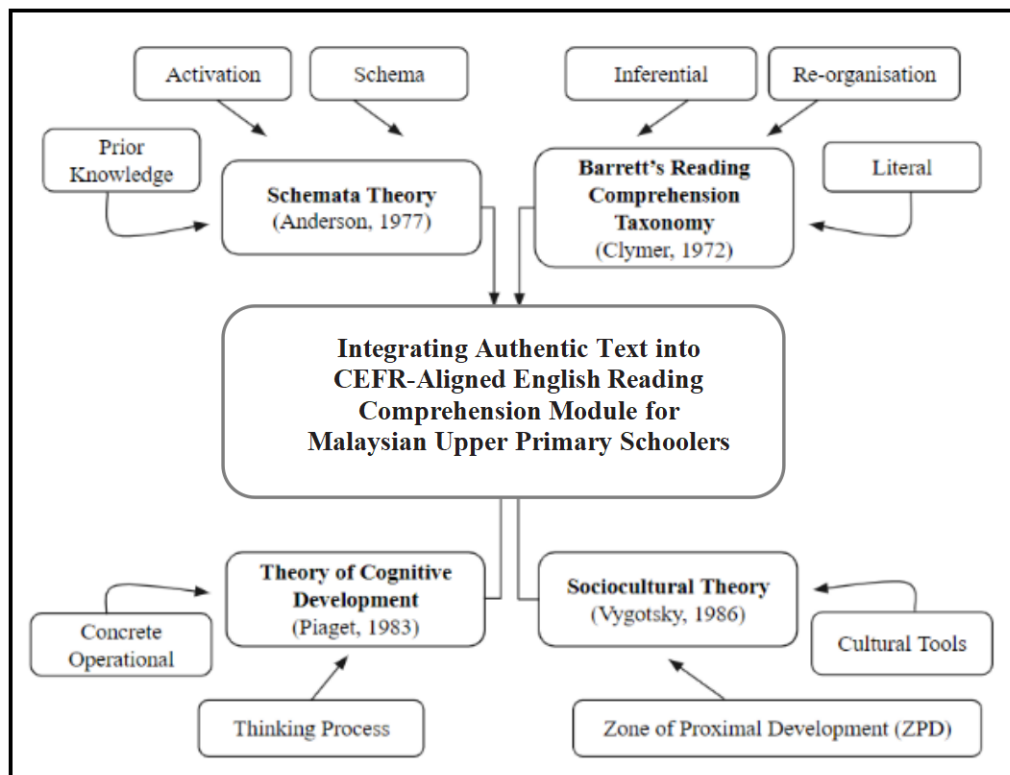 Activation
Schema
Inferential
Re-organisation
Prior
Knowledge
Schemata Theory
(Anderson, 1977)
Barrett's Reading
Comprehension
Taxonomy
(Clymer, 1972)
Literal
Integrating Authentic Text into
CEFR-Aligned English Reading
Comprehension Module for
Malaysian Upper Primary Schoolers
Theory of Cognitive
Development
(Piaget, 1983)
Sociocultural Theory
(Vygotsky, 1986)
Concrete
Operational
Cultural Tools
Thinking Process
Zone of Proximal Development (ZPD)